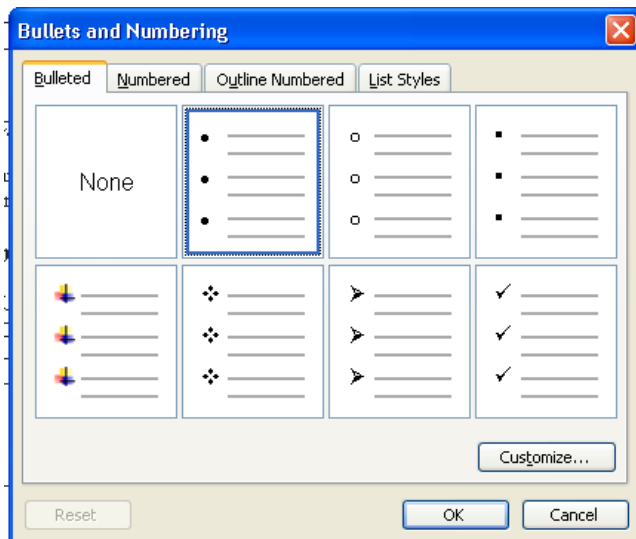 Bullets and Numbering
Bulleted Numbered Outline Numbered List Styles
None
Customize...
Reset OK Cancel